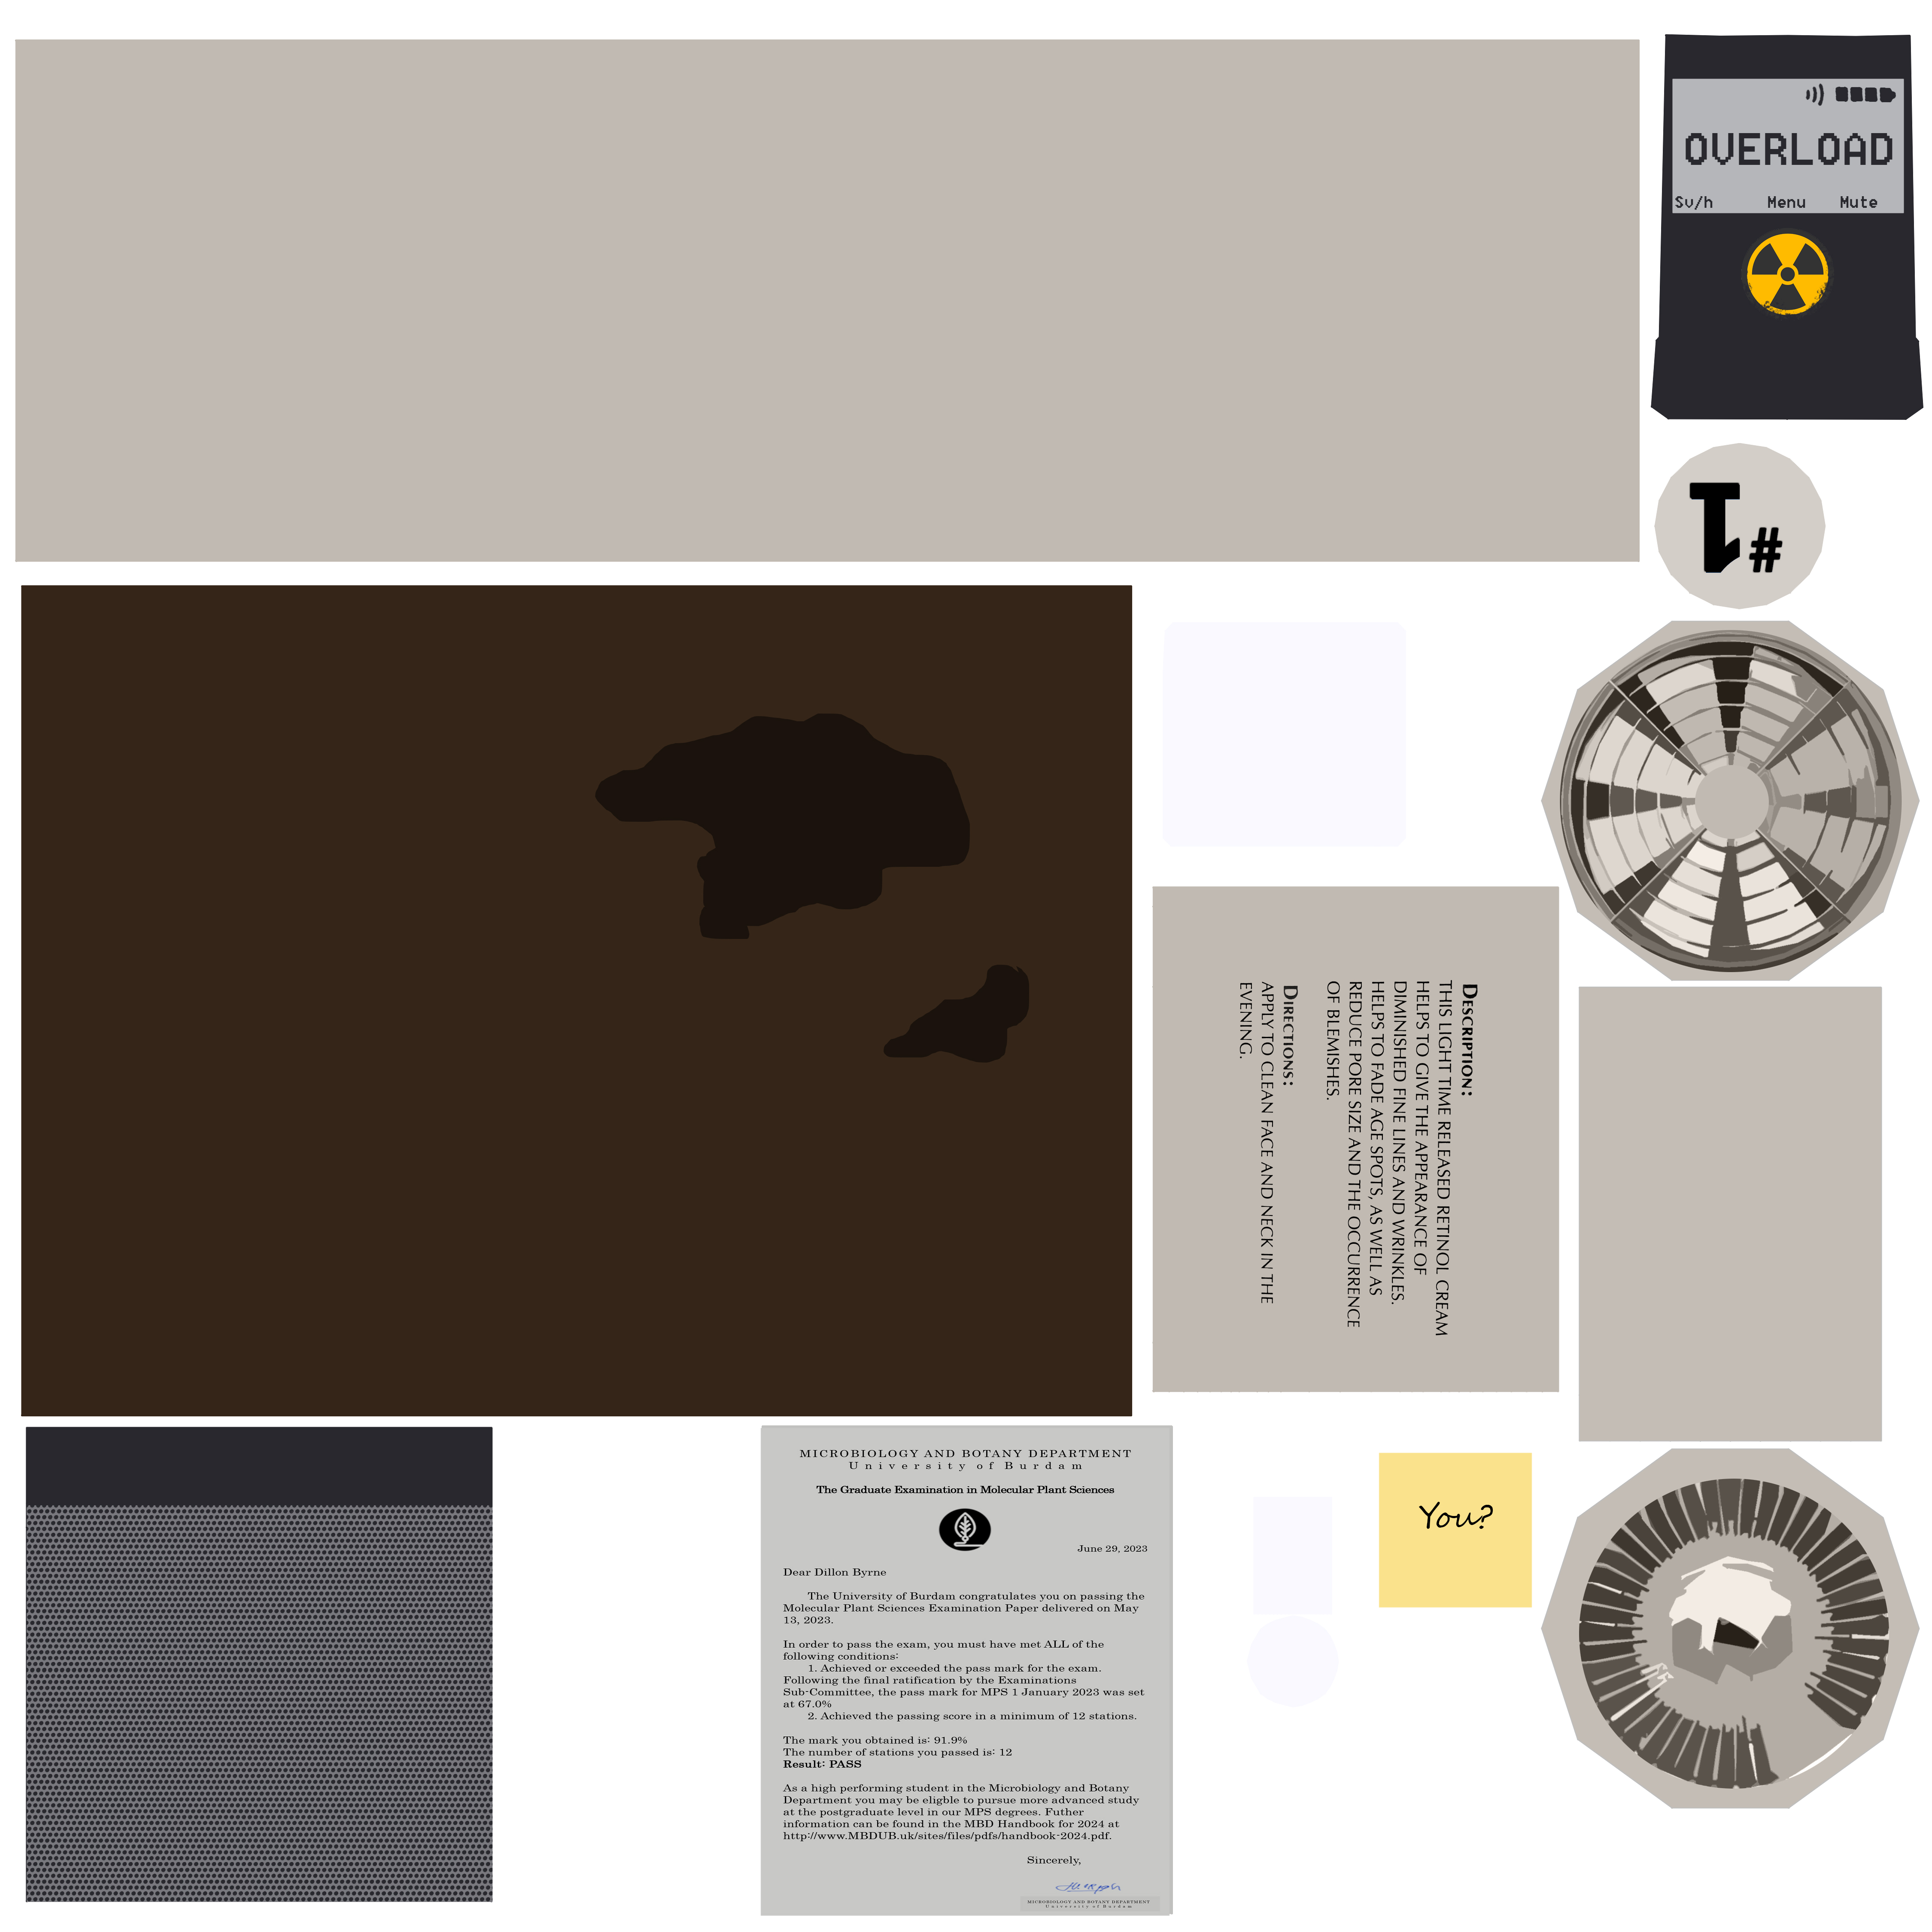 OVERLOAD
Sv/h Menu Mute
#1
DESCRIPTION:
THIS LIGHT TIME RELEASED RETINOL CREAM
HELPS TO GIVE THE APPEARANCE OF
DIMINISHED FINE LINES AND WRINKLES.
HELPS TO FADE AGE SPOTS, AS WELL AS
REDUCE PORE SIZE AND THE OCCURRENCE
OF BLEMISHES.
DIRECTIONS:
APPLY TO CLEAN FACE AND NECK IN THE
EVENING.
MICROBIOLOGY AND BOTANY DEPARTMENT
University of Burdam
The Graduate Examination in Molecular Plant Sciences
June 29, 2023
Dear Dillon Byrne
The University of Burdam congratulates you on passing the
Molecular Plant Sciences Examination Paper delivered on May
13, 2023.
In order to pass the exam, you must have met ALL of the
following conditions:
1. Achieved or exceeded the pass mark for the exam.
Following the final ratification by the Examinations
Sub-Committee, the pass mark for MPS 1 January 2023 was set
at 67.0%
2. Achieved the passing score in a minimum of 12 stations.
The mark you obtained is: 91.9%
The number of stations you passed is: 12
Result: PASS
As a high performing student in the Microbiology and Botany
Department you may be eligble to pursue more advanced study
at the postgraduate level in our MPS degrees. Futher
information can be found in the MBD Handbook for 2024 at
http://www.MBDUB.uk/sites/files/pdfs/handbook-2024.pdf.
Sincerely,
MICROBIOLOGY AND BOTANY DEPARTMENT
University of Burdam
You?